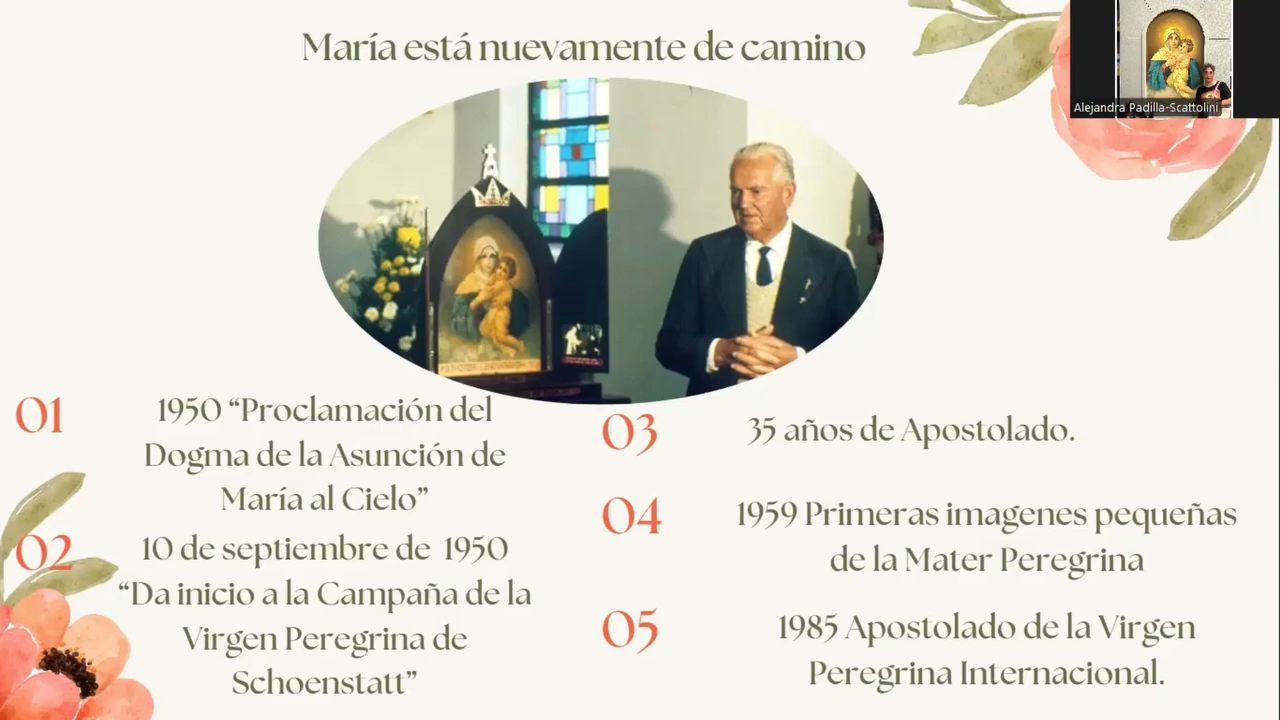 María está nuevamente de camino
Alejandra Padilla-Scattolini
01
1950 “Proclamación del
Dogma de la Asunción de
María al Cielo”
02
10 de septiembre de 1950
“Da inicio a la Campaña de la
Virgen Peregrina de
Schoenstatt”
03
35 años de Apostolado.
04
1959 Primeras imagenes pequeñas
de la Mater Peregrina
05
1985 Apostolado de la Virgen
Peregrina Internacional.